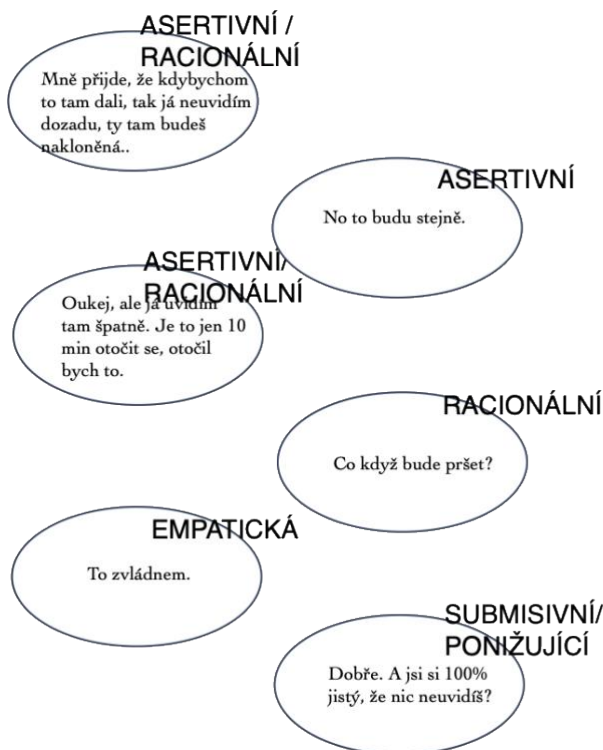 ASERTIVNÍ /
RACIONÁLNÍ
Mně přijde, že kdybychom
to tam dali, tak já neuvidím
dozadu, ty tam budeš
nakloněná..
ASERTIVNÍ
No to budu stejně.
ASERTIVNÍ/
RACIONÁLNÍ
Oukej, ale já uvidím
tam špatně. Je to jen 10
min otočit se, otočil
bych to.
RACIONÁLNÍ
Co když bude pršet?
EMPATICKÁ
To zvládnem.
SUBMISIVNÍ/
PONIŽUJÍCÍ
Dobře. A jsi si 100%
jistý, že nic neuvidíš?